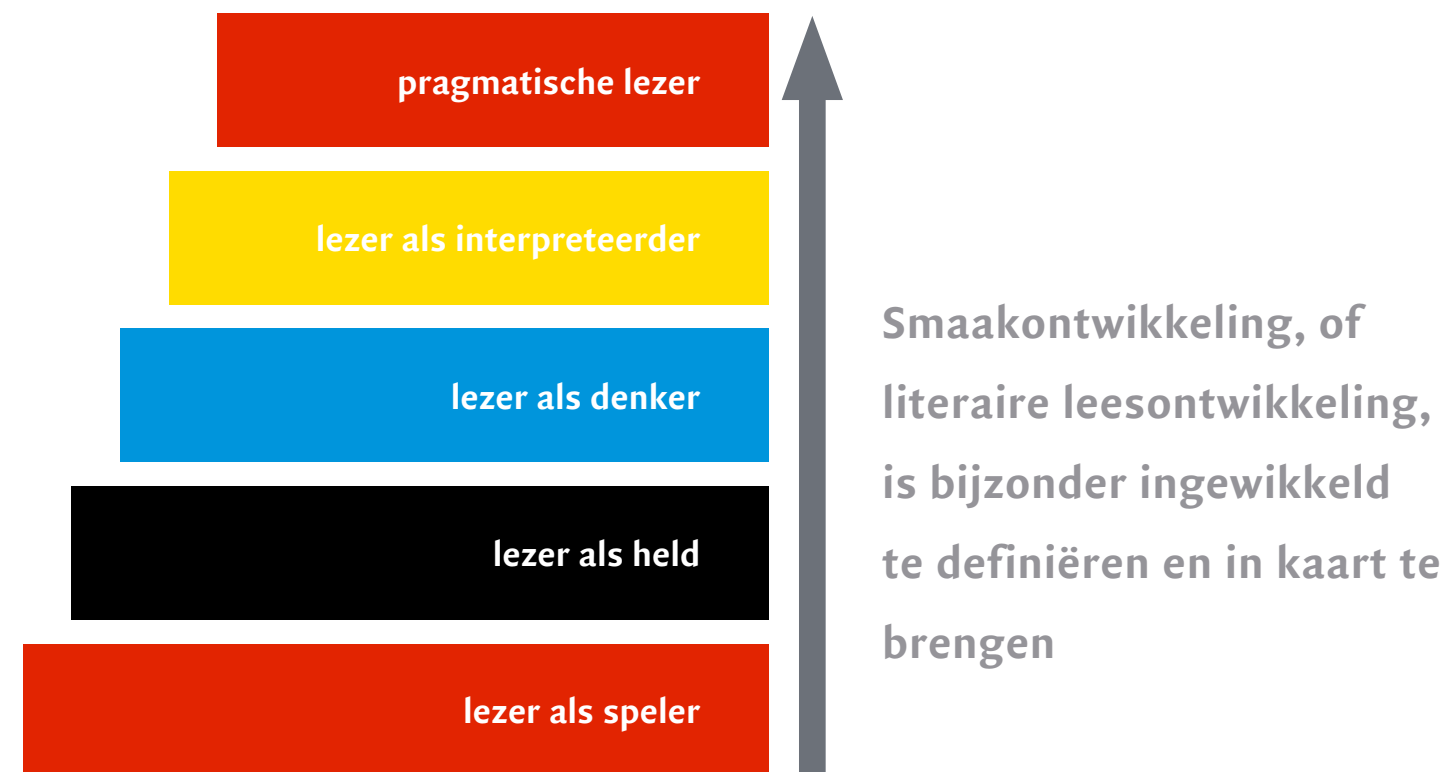 pragmatische lezer
lezer als interpreteerder
lezer als denker
lezer als held
lezer als speler
Smaakontwikkeling, of
literaire leesontwikkeling,
is bijzonder ingewikkeld
te definiëren en in kaart te
brengen